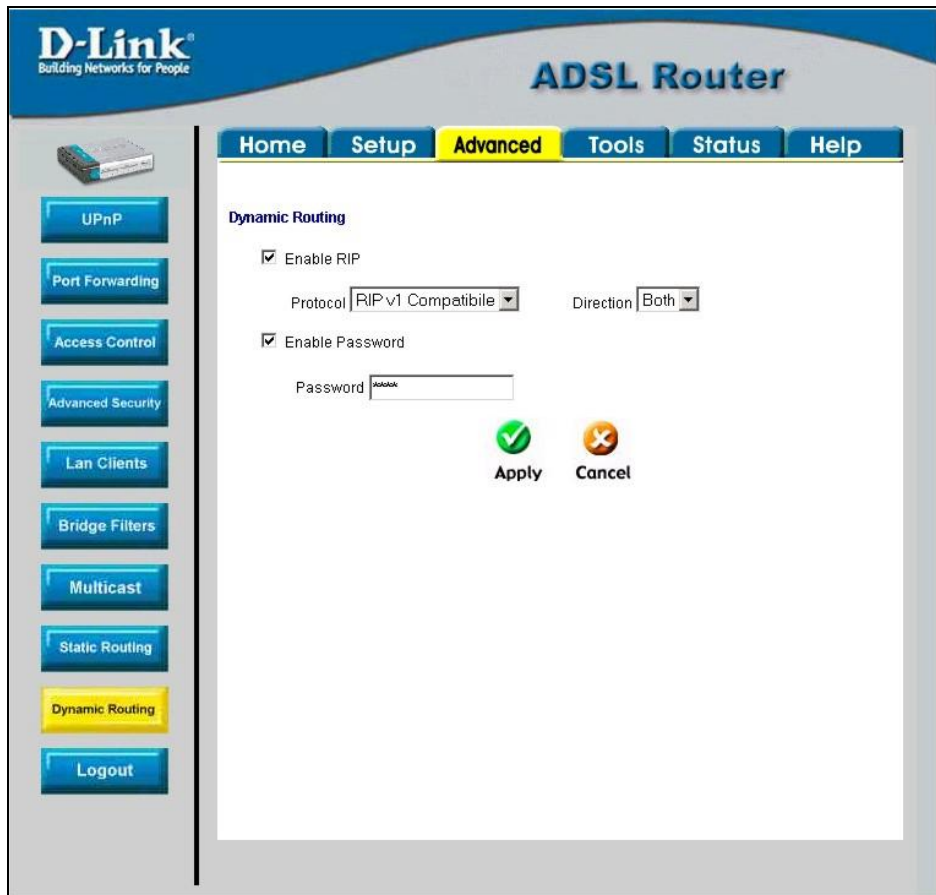 D-Link®
Building Networks for People
ADSL Router
Home Setup Advanced Tools Status Help
UPnP
Port Forwarding
Access Control
Advanced Security
Lan Clients
Bridge Filters
Multicast
Static Routing
Dynamic Routing
Logout
Dynamic Routing
Enable RIP
Protocol RIP v1 Compatibile Direction Both
Enable Password
Password *****
Apply Cancel